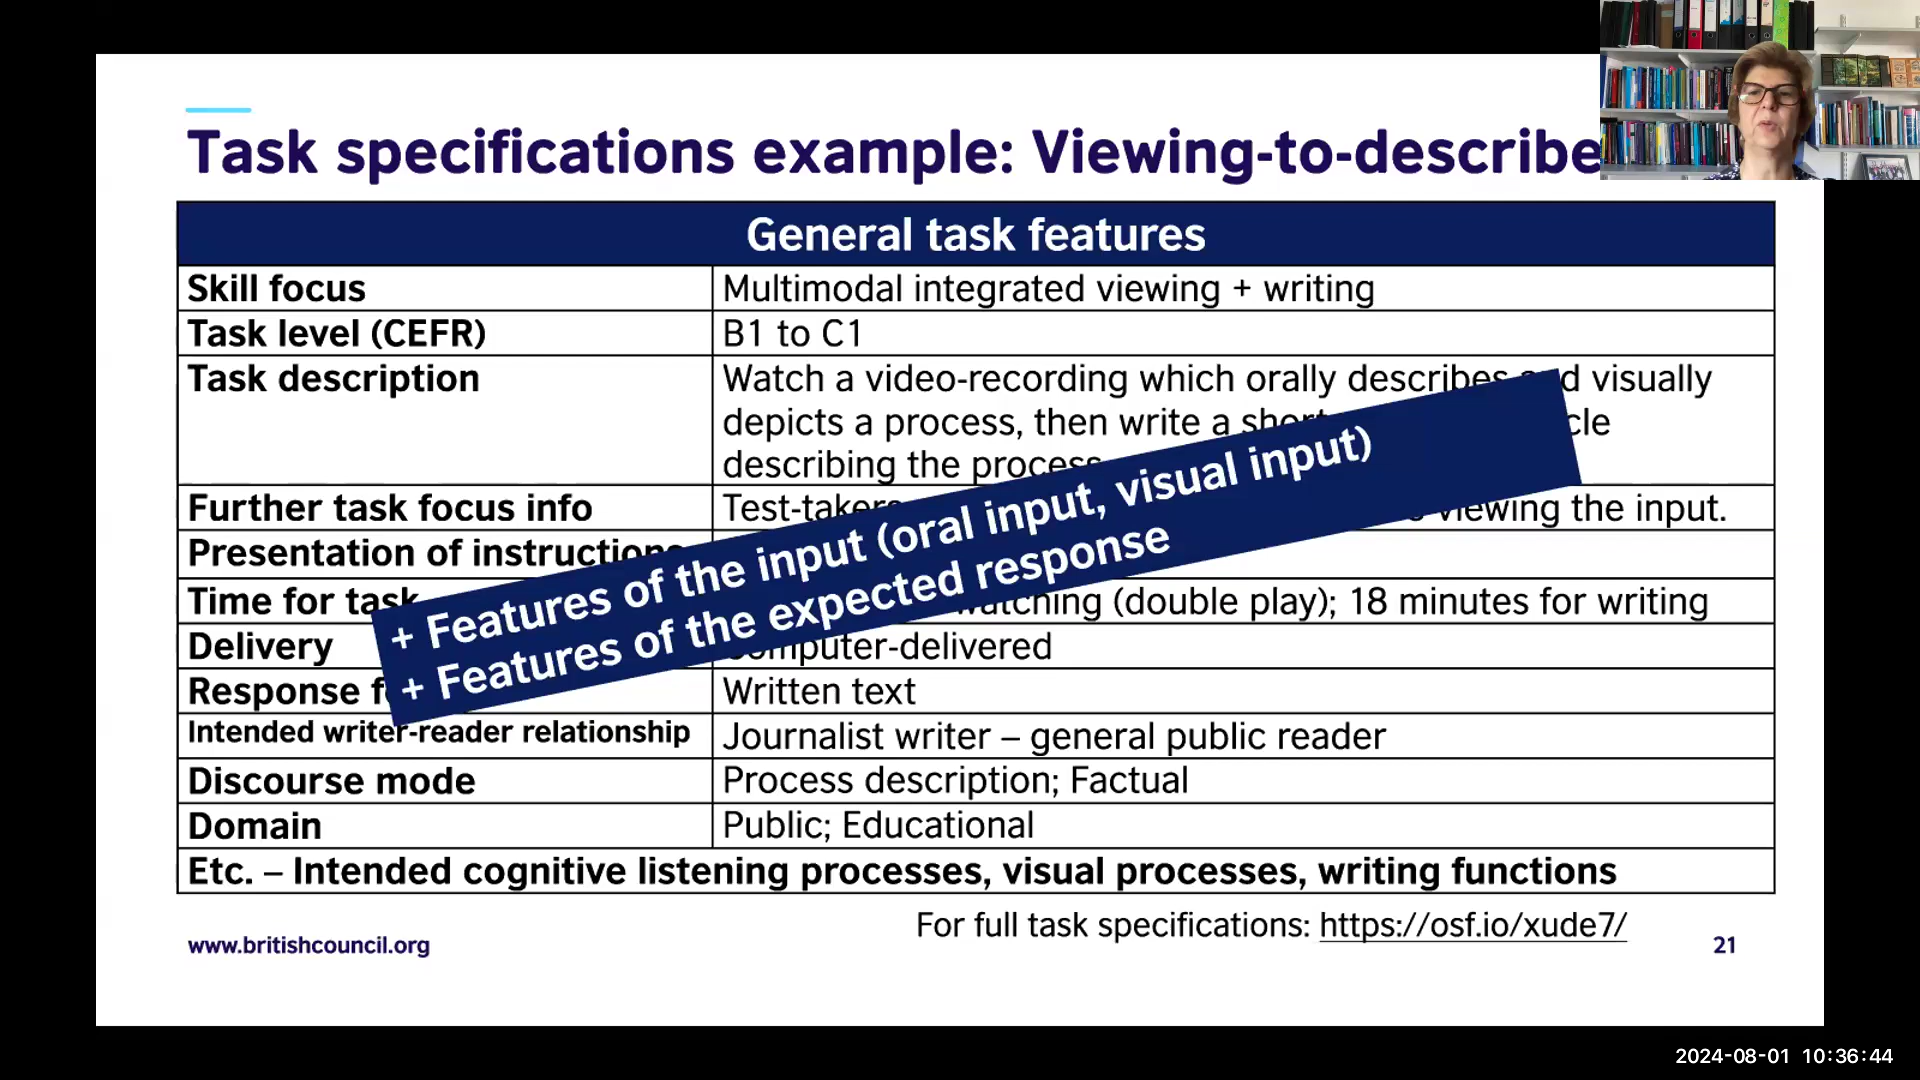 Task specifications example: Viewing-to-describe
General task features
Skill focus
Multimodal integrated viewing + writing
Task level (CEFR)
B1 to C1
Task description
Watch a video-recording which orally describes visually
depicts a process, then write a
describing the process
Further task focus info
Test-takers viewing the input.
Presentation of instructions
Time for task
watching (double play); 18 minutes for writing
Delivery
Computer-delivered
Response
Written text
Intended writer-reader relationship
Journalist writer – general public reader
Discourse mode
Process description; Factual
Domain
Public; Educational
Etc. – Intended cognitive listening processes, visual processes, writing functions
+ Features of the input (oral input, visual input)
+ Features of the expected response
For full task specifications: https://osf.io/xude7/
www.britishcouncil.org
21
2024-08-01 10:36:44